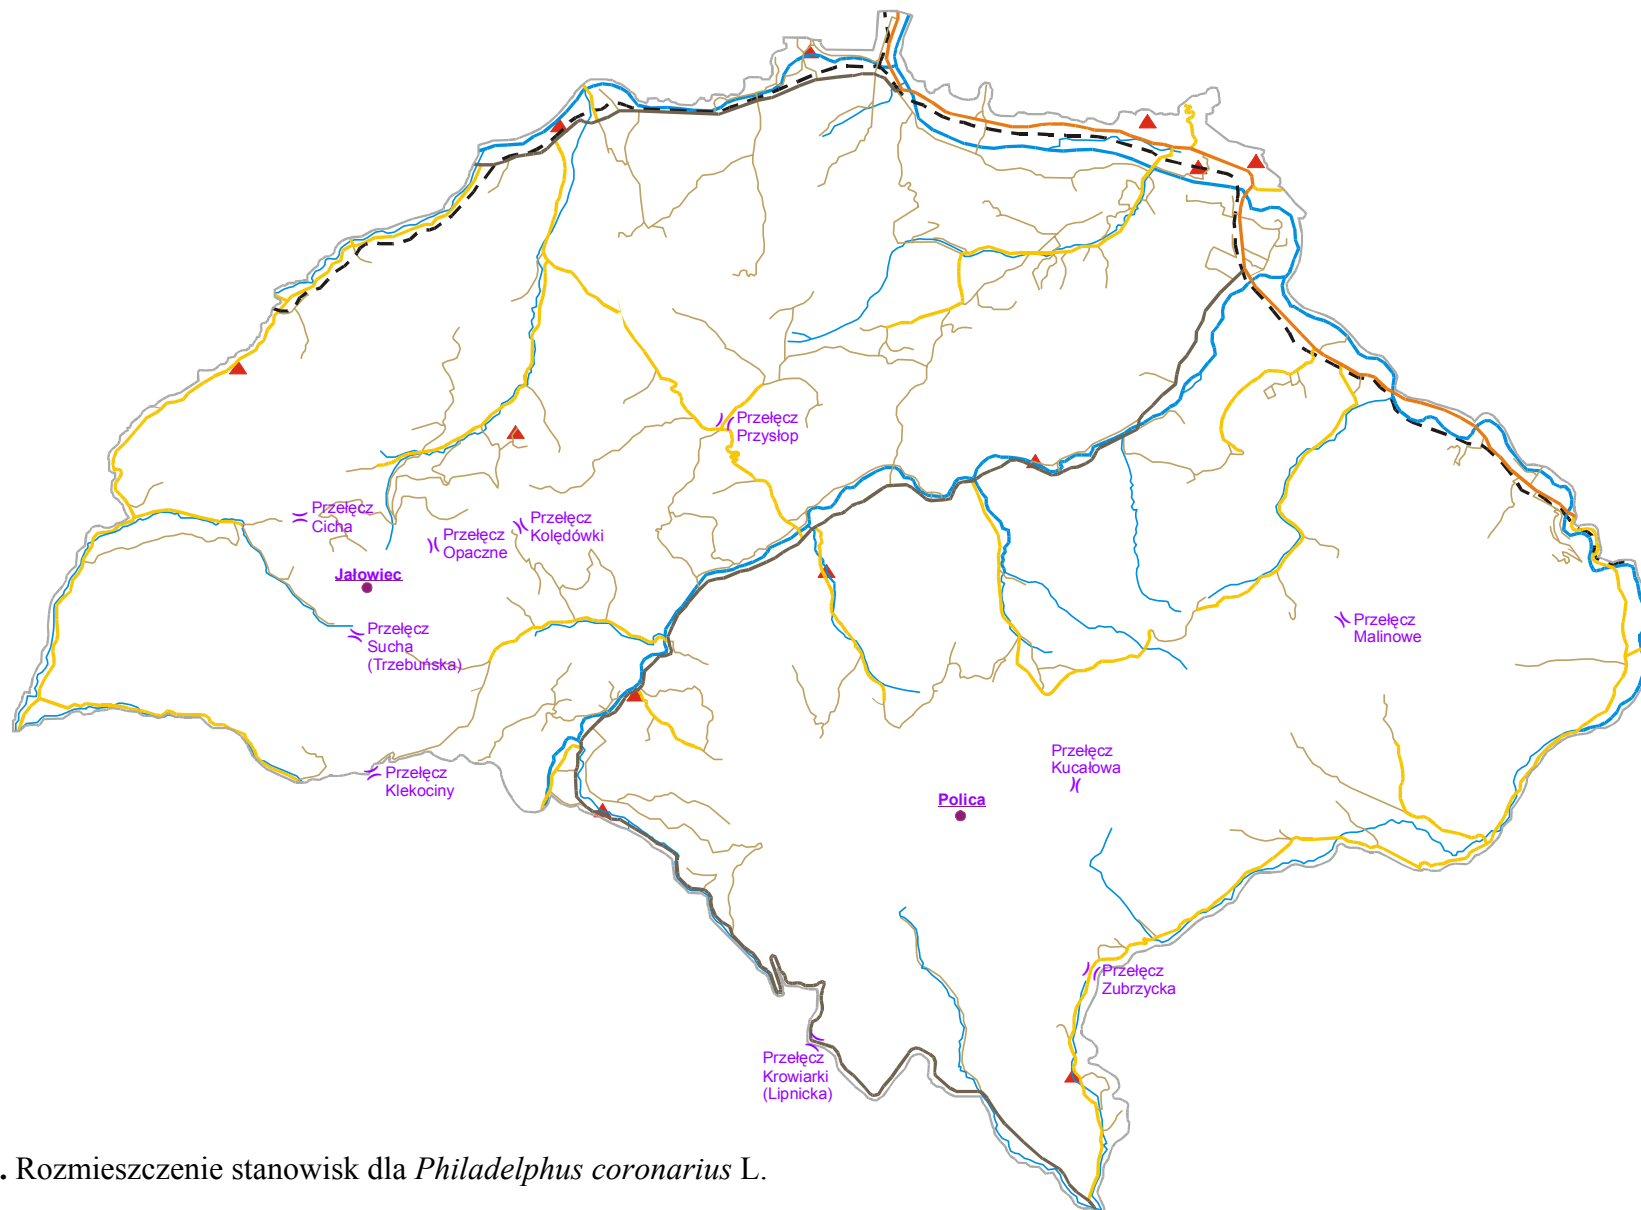 Przełęcz
Przysłop
Przełęcz
Cicha
Przełęcz
Kolędówki
Przełęcz
Opaczne
Jałowiec
Przełęcz
Sucha
(Trzebuńska)
Przełęcz
Malinowe
Przełęcz
Klekociny
Przełęcz
Kucałowa
Polica
Przełęcz
Zubrzycka
Przełęcz
Krowiarki
(Lipnicka)
. Rozmieszczenie stanowisk dla Philadelphus coronarius L.